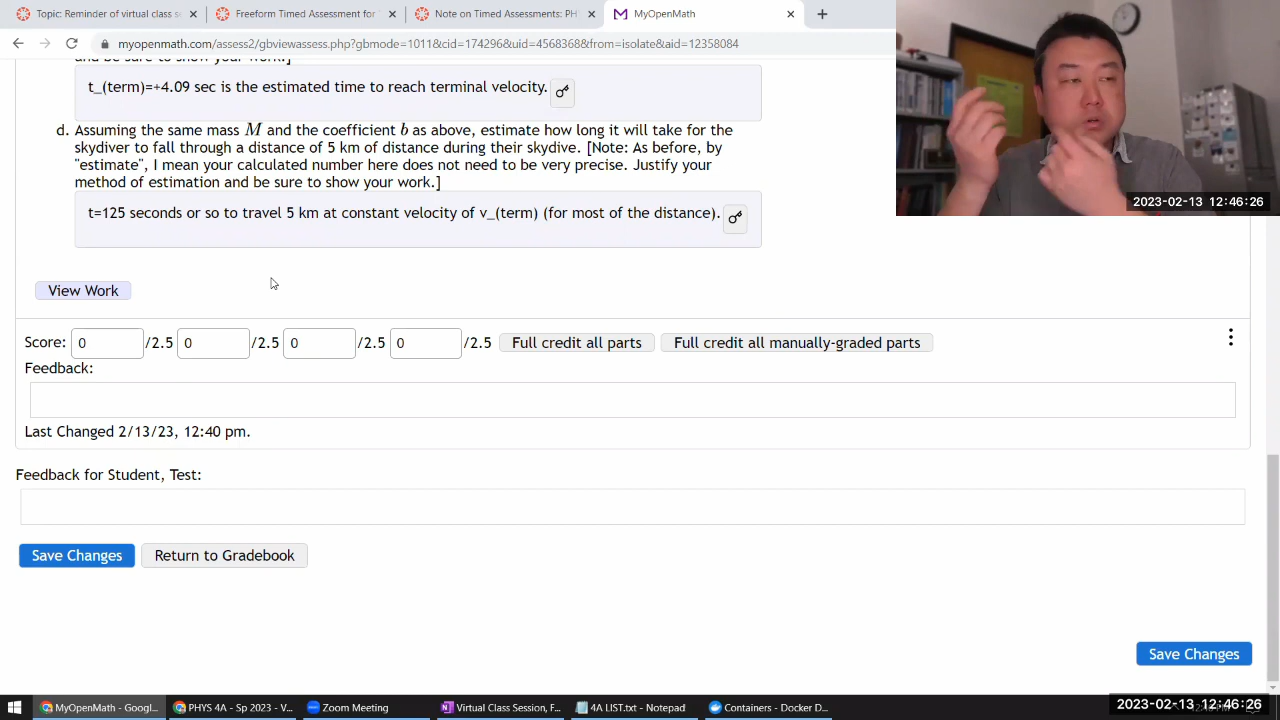 Topic: Reminder of virtual class s
Freeform Timed Assessment for
Note on Timed Assessments: PH
MyOpenMath
myopenmath.com/assess2/gbviewassess.php?gbmode=1011&cid=174296&uid=4568368&from=isolate&aid=12358084
and be sure to show your work.]
t_(term)=+4.09 sec is the estimated time to reach terminal velocity.
d. Assuming the same mass M and the coefficient b as above, estimate how long it will take for the
skydiver to fall through a distance of 5 km of distance during their skydive. [Note: As before, by
"estimate", I mean your calculated number here does not need to be very precise. Justify your
method of estimation and be sure to show your work.]
t=125 seconds or so to travel 5 km at constant velocity of v_(term) (for most of the distance).
2023-02-13 12:46:26
View Work
Score: 0 /2.5 0 /2.5 0 /2.5 0 /2.5 Full credit all parts Full credit all manually-graded parts
Feedback:
Last Changed 2/13/23, 12:40 pm.
Feedback for Student, Test:
Save Changes Return to Gradebook
Save Changes
MyOpenMath - Googl...
PHYS 4A - Sp 2023 - V...
Zoom Meeting
Virtual Class Session, F...
4A LIST.txt - Notepad
Containers - Docker D...
2023-02-13 12:46:26